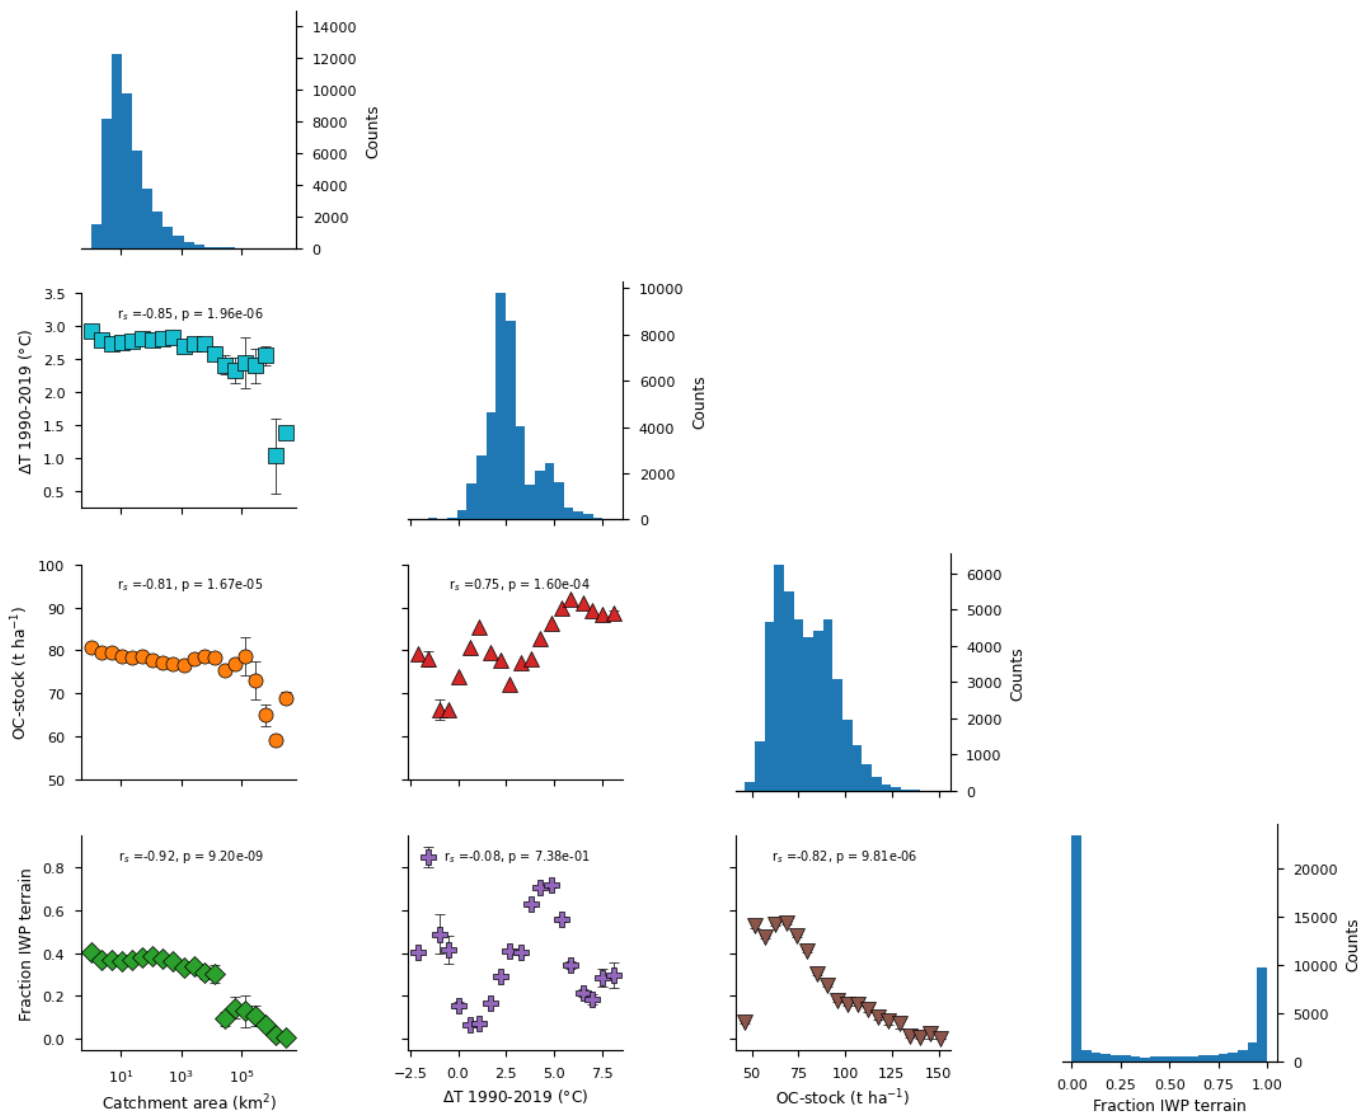 14000
12000
10000
8000
6000
4000
2000
0
Counts
3.5
3.0
2.5
2.0
1.5
1.0
0.5
ΔT 1990-2019 (°C)
rₛ =-0.85, p = 1.96e-06
10000
8000
6000
4000
2000
0
Counts
100
90
80
70
60
50
OC-stock (t ha⁻¹)
rₛ =-0.81, p = 1.67e-05
rₛ =0.75, p = 1.60e-04
6000
5000
4000
3000
2000
1000
0
Counts
0.8
0.6
0.4
0.2
0.0
Fraction IWP terrain
rₛ =-0.92, p = 9.20e-09
rₛ =-0.08, p = 7.38e-01
rₛ =-0.82, p = 9.81e-06
20000
15000
10000
5000
0
Counts
10¹ 10³ 10⁵
Catchment area (km²)
−2.5 0.0 2.5 5.0 7.5
ΔT 1990-2019 (°C)
50 75 100 125 150
OC-stock (t ha⁻¹)
0.00 0.25 0.50 0.75 1.00
Fraction IWP terrain